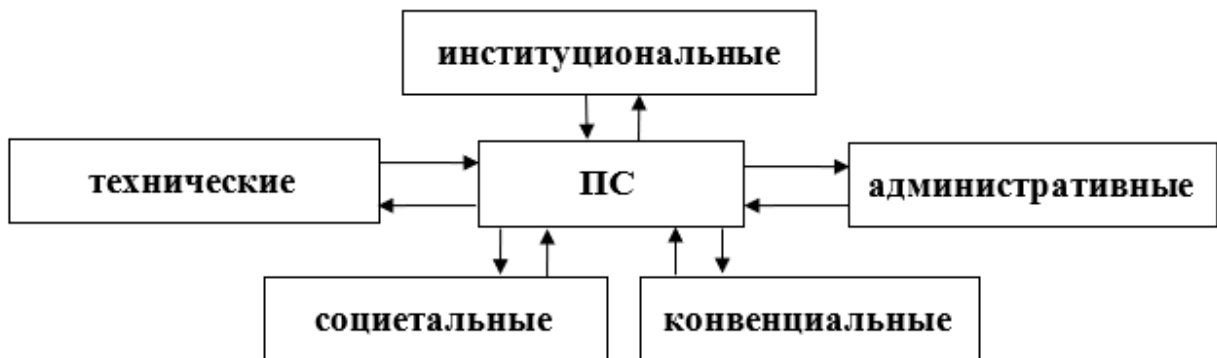 институциональные
технические
ПС
административные
социетальные
конвенциальные